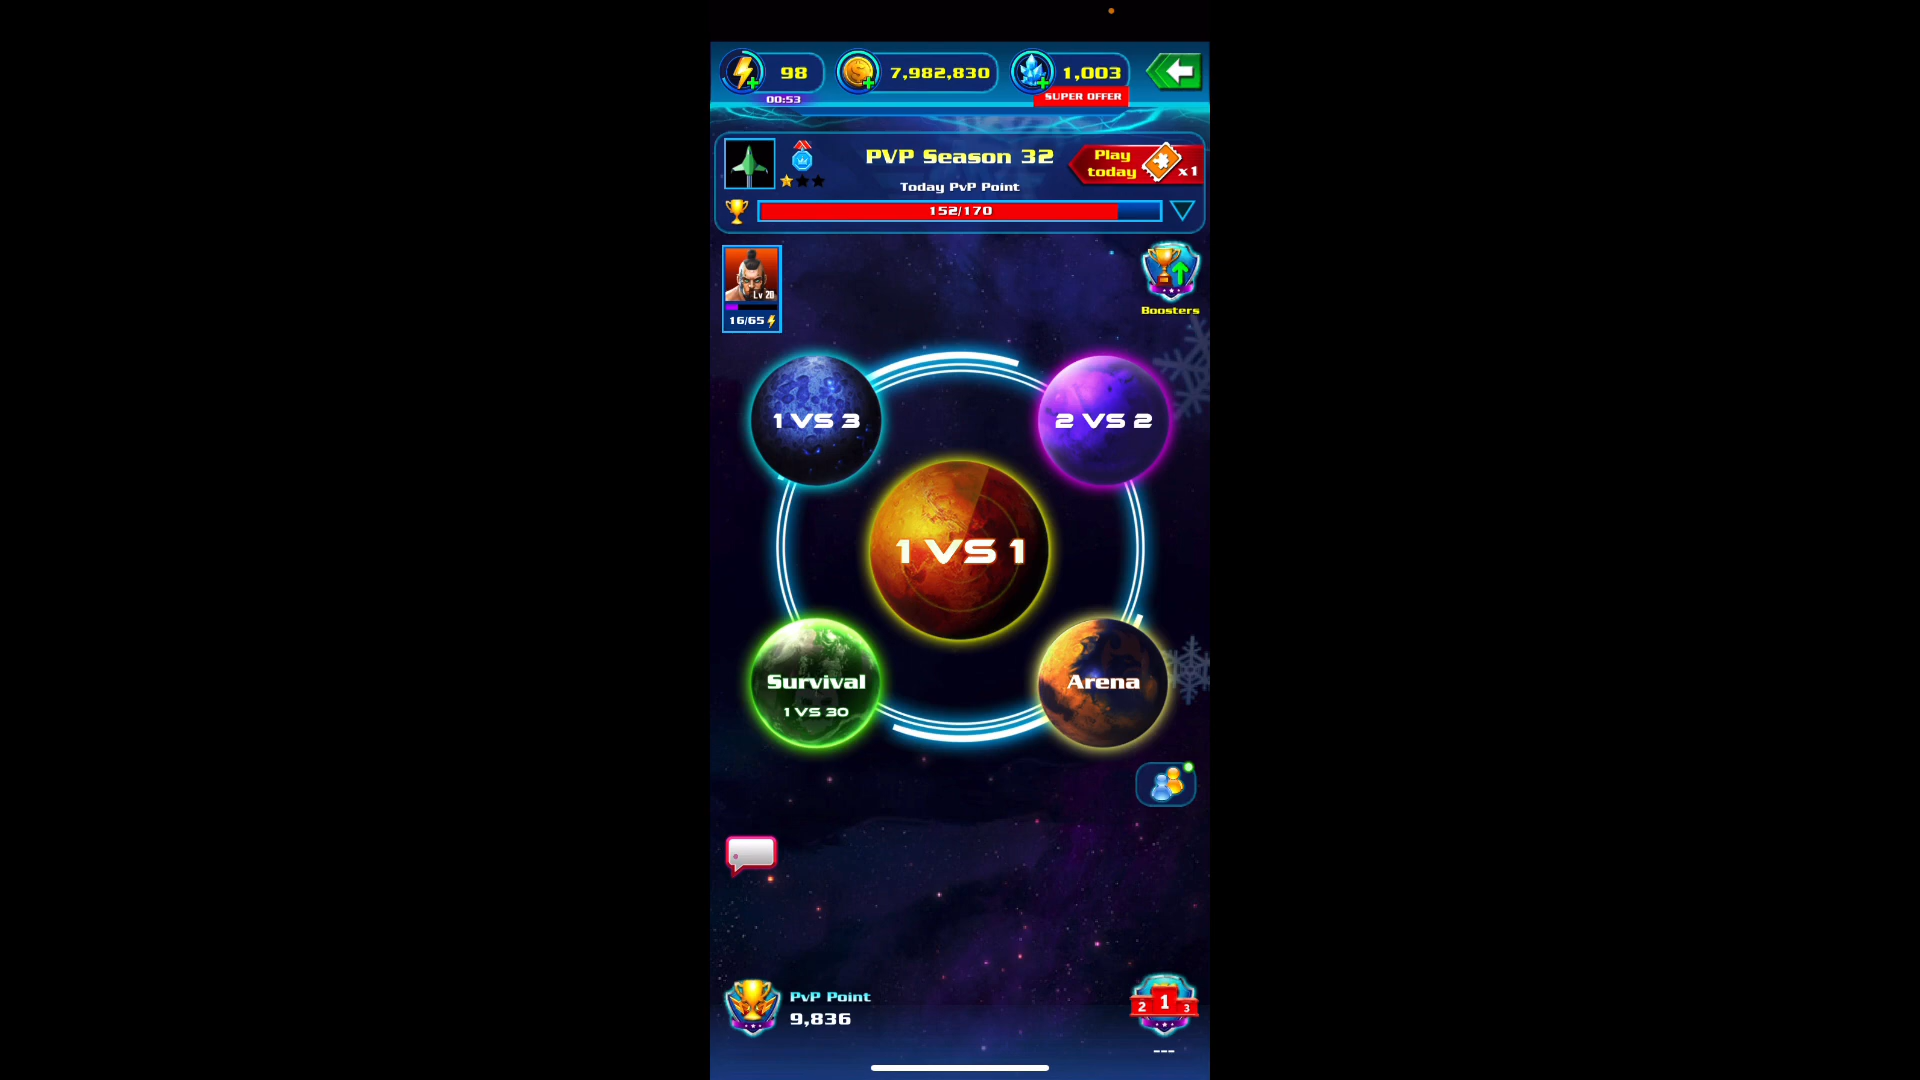 98
7,982,830
1,003
00:53
SUPER OFFER
PVP Season 32
Play
today
x1
Today PvP Point
152/170
Lv 20
16/65
Boosters
1 VS 3
2 VS 2
1 VS 1
Survival
1 VS 30
Arena
PvP Point
9,836
2 1 3
---